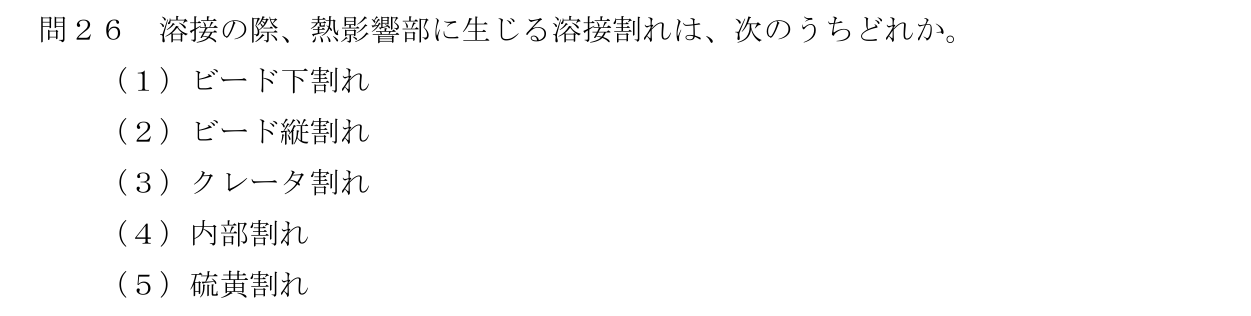 問２６　溶接の際、熱影響部に生じる溶接割れは、次のうちどれか。
（１）ビード下割れ
（２）ビード縦割れ
（３）クレータ割れ
（４）内部割れ
（５）硫黄割れ